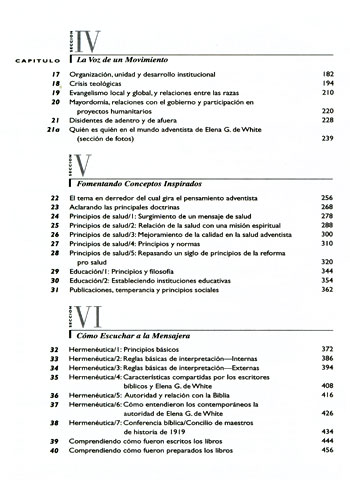 SECCION IV
CAPITULO La Voz de un Movimiento
17 Organización, unidad y desarrollo institucional 182
18 Crisis teológicas 194
19 Evangelismo local y global, y relaciones entre las razas 210
20 Mayordomía, relaciones con el gobierno y participación en
proyectos humanitarios 220
21 Disidentes de adentro y de afuera 228
21a Quién es quién en el mundo adventista de Elena G. de White
(sección de fotos) 239
SECCION V
Fomentando Conceptos Inspirados
22 El tema en derredor del cual gira el pensamiento adventista 256
23 Aclarando las principales doctrinas 268
24 Principios de salud/1: Surgimiento de un mensaje de salud 278
25 Principios de salud/2: Relación de la salud con una misión espiritual 288
26 Principios de salud/3: Mejoramiento de la calidad en la salud adventista 300
27 Principios de salud/4: Principios y normas 310
28 Principios de salud/5: Repasando un siglo de principios de la reforma
pro salud 320
29 Educación/1: Principios y filosofía 344
30 Educación/2: Estableciendo instituciones educativas 354
31 Publicaciones, temperancia y principios sociales 362
SECCION VI
Cómo Escuchar a la Mensajera
32 Hermenéutica/1: Principios básicos 372
33 Hermenéutica/2: Reglas básicas de interpretación—Internas 386
34 Hermenéutica/3: Reglas básicas de interpretación—Externas 394
35 Hermenéutica/4: Características compartidas por los escritores
bíblicos y Elena G. de White 408
36 Hermenéutica/5: Autoridad y relación con la Biblia 416
37 Hermenéutica/6: Cómo entendieron los contemporáneos la
autoridad de Elena G. de White 426
38 Hermenéutica/7: Conferencia bíblica/Concilio de maestros
de historia de 1919 434
39 Comprendiendo cómo fueron escritos los libros 444
40 Comprendiendo cómo fueron preparados los libros 456